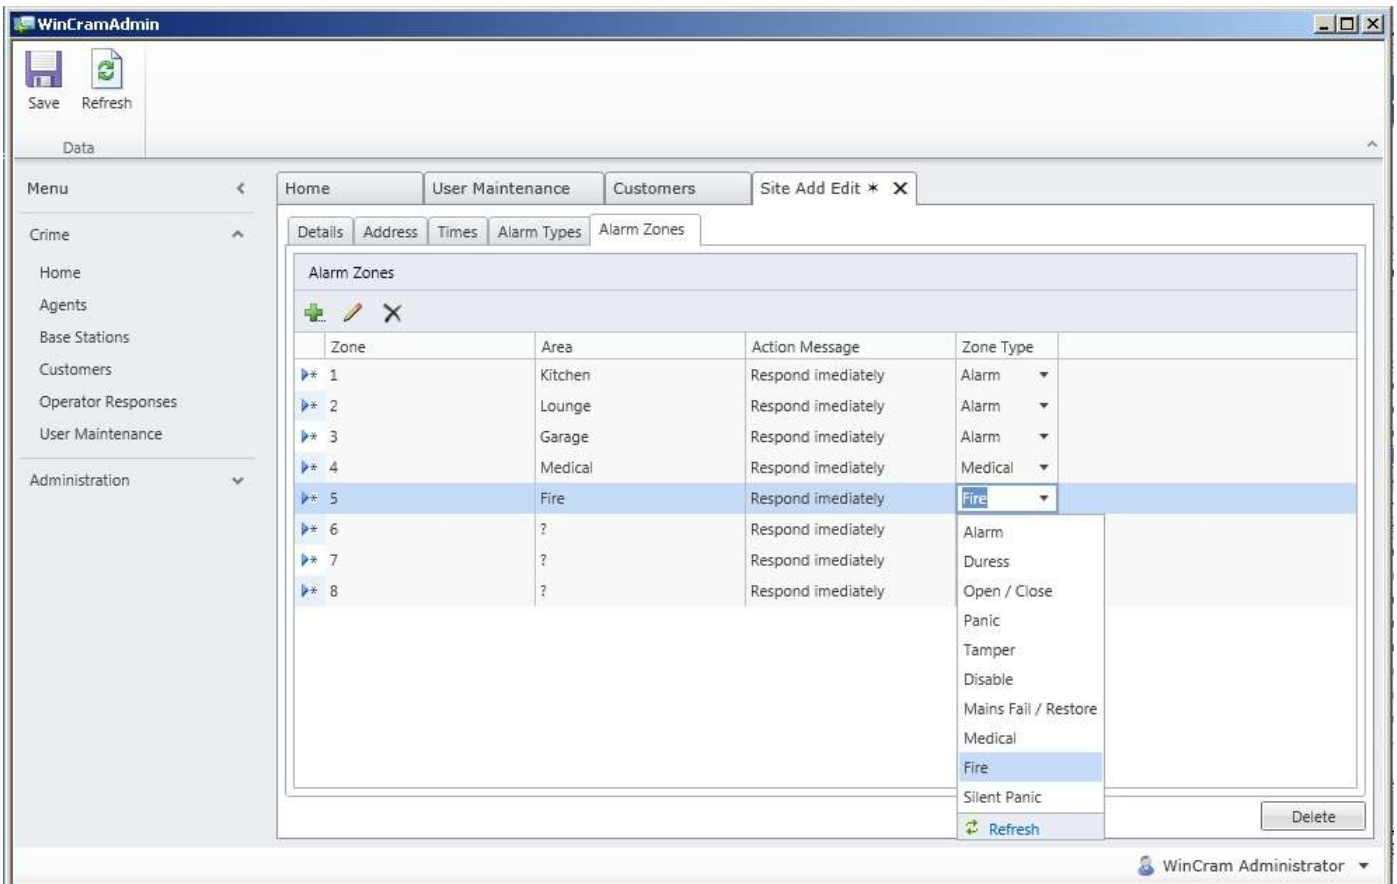 WinCramAdmin
Save Refresh
Data
Menu
Home User Maintenance Customers Site Add Edit *
Crime
Details Address Times Alarm Types Alarm Zones
Home
Agents
Base Stations
Customers
Operator Responses
User Maintenance
Administration
Alarm Zones
Zone Area Action Message Zone Type
1 Kitchen Respond imediately Alarm
2 Lounge Respond imediately Alarm
3 Garage Respond imediately Alarm
4 Medical Respond imediately Medical
5 Fire Respond imediately Fire
6 ? Respond imediately
7 ? Respond imediately
8 ? Respond imediately
Alarm
Duress
Open / Close
Panic
Tamper
Disable
Mains Fail / Restore
Medical
Fire
Silent Panic
Refresh
Delete
WinCram Administrator